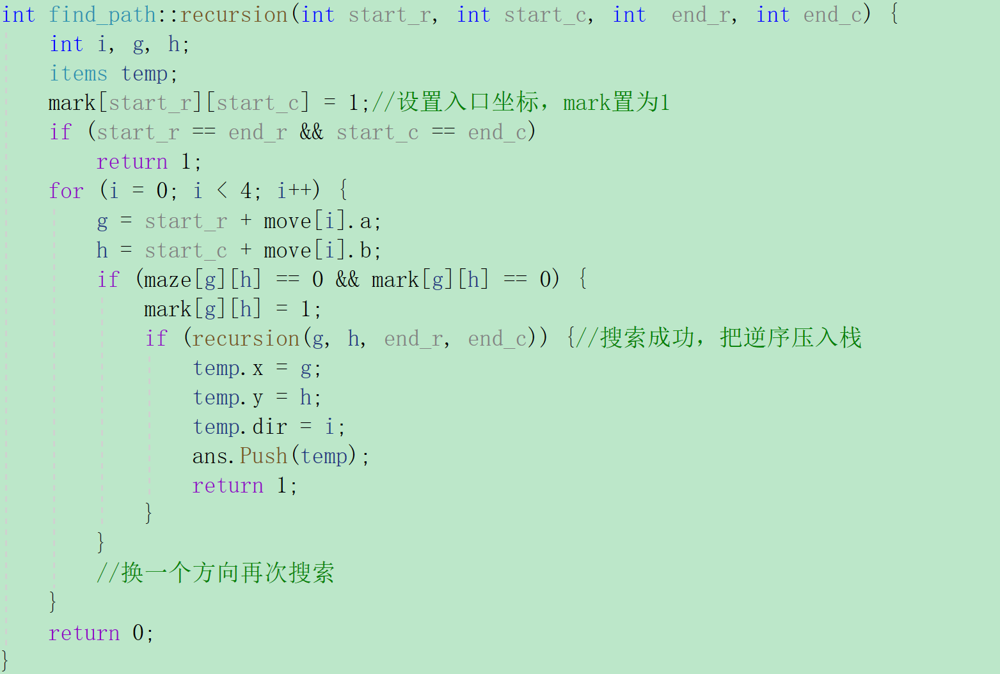 int find_path::recursion(int start_r, int start_c, int  end_r, int end_c) {
    int i, g, h;
    items temp;
    mark[start_r][start_c] = 1;//设置入口坐标，mark置为1
    if (start_r == end_r && start_c == end_c)
        return 1;
    for (i = 0; i < 4; i++) {
        g = start_r + move[i].a;
        h = start_c + move[i].b;
        if (maze[g][h] == 0 && mark[g][h] == 0) {
            mark[g][h] = 1;
            if (recursion(g, h, end_r, end_c)) {//搜索成功，把逆序压入栈
                temp.x = g;
                temp.y = h;
                temp.dir = i;
                ans.Push(temp);
                return 1;
            }
        }
        //换一个方向再次搜索
    }
    return 0;
}